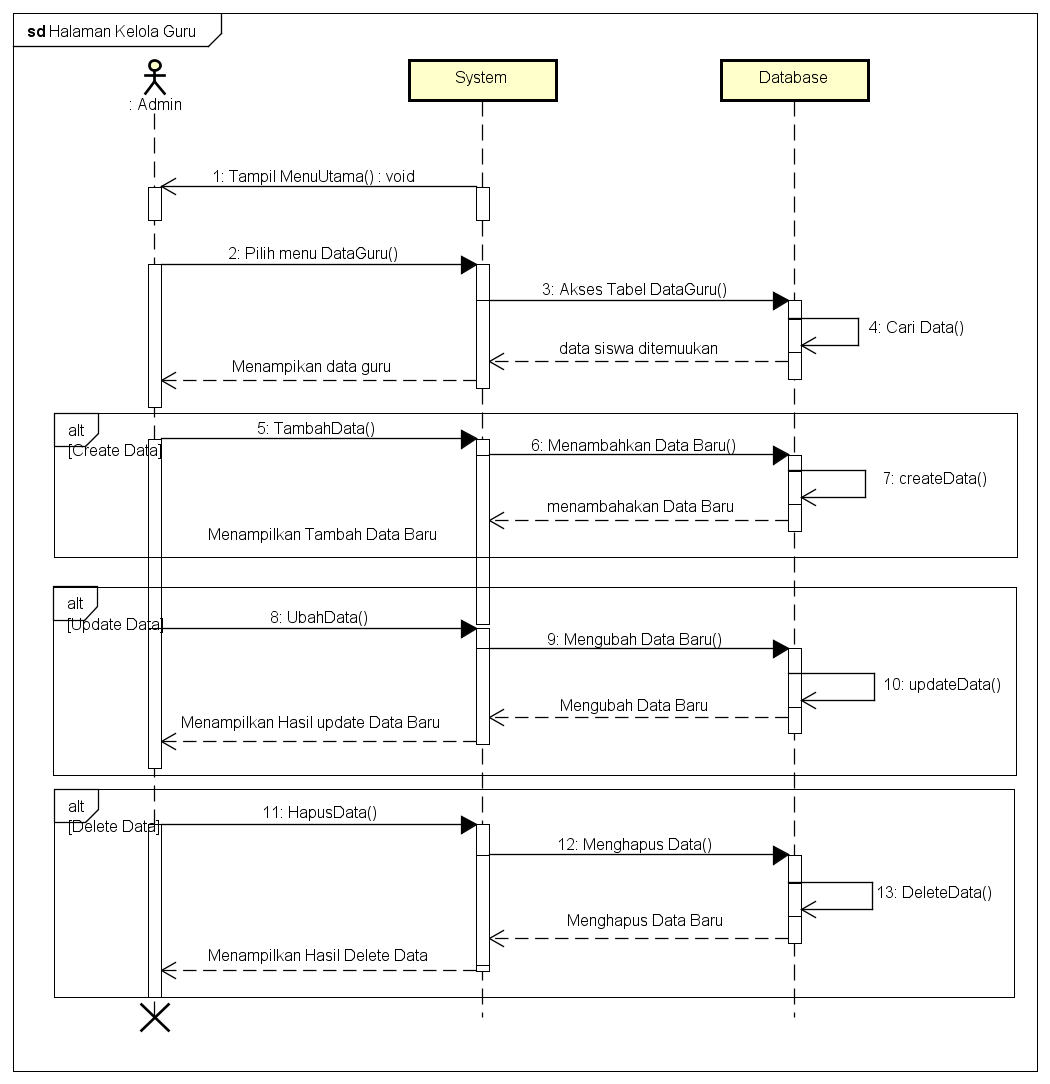 sd Halaman Kelola Guru
: Admin
System
Database
1: Tampil MenuUtama() : void
2: Pilih menu DataGuru()
3: Akses Tabel DataGuru()
4: Cari Data()
data siswa ditemuukan
Menampikan data guru
alt
[Create Data]
5: TambahData()
6: Menambahkan Data Baru()
7: createData()
menambahakan Data Baru
Menampilkan Tambah Data Baru
alt
[Update Data]
8: UbahData()
9: Mengubah Data Baru()
10: updateData()
Mengubah Data Baru
Menampilkan Hasil update Data Baru
alt
[Delete Data]
11: HapusData()
12: Menghapus Data()
13: DeleteData()
Menghapus Data Baru
Menampilkan Hasil Delete Data